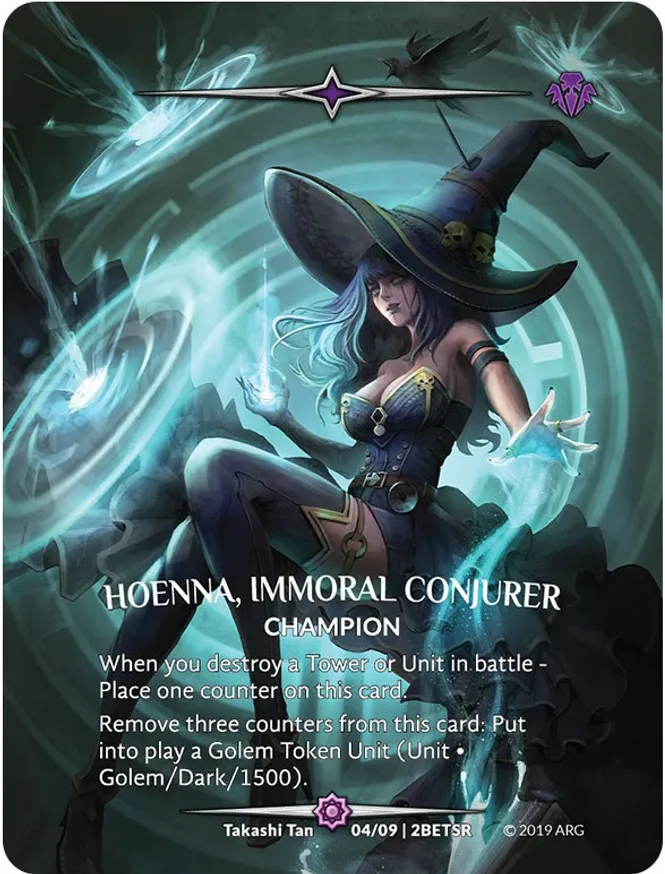 HOENNA, IMMORAL CONJURER
CHAMPION
When you destroy a Tower or Unit in battle -
Place one counter on this card.
Remove three counters from this card: Put
into play a Golem Token Unit (Unit •
Golem/Dark/1500).
Takashi Tan 04/09 | 2BETSR © 2019 ARG